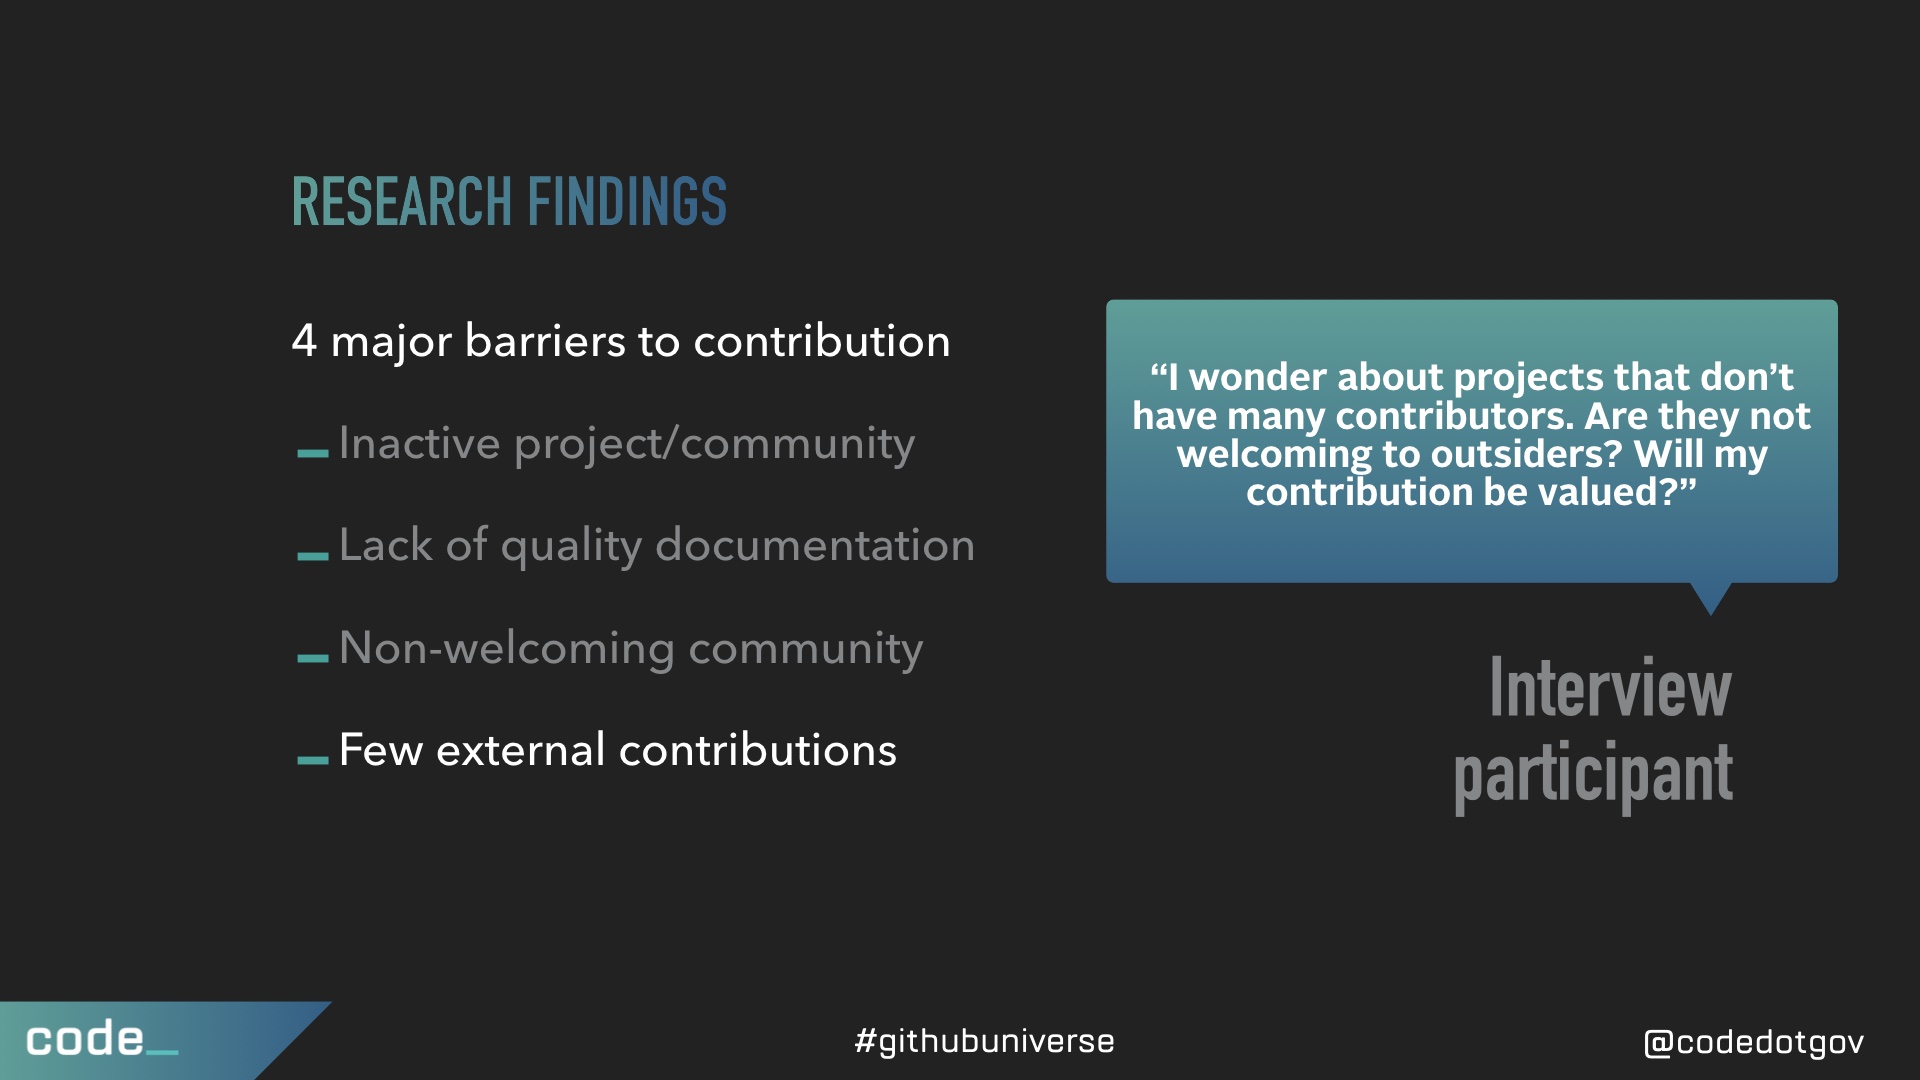 RESEARCH FINDINGS
4 major barriers to contribution
Inactive project/community
Lack of quality documentation
Non-welcoming community
Few external contributions
“I wonder about projects that don’t
have many contributors. Are they not
welcoming to outsiders? Will my
contribution be valued?”
Interview
participant
code_
#githubuniverse
@codedotgov